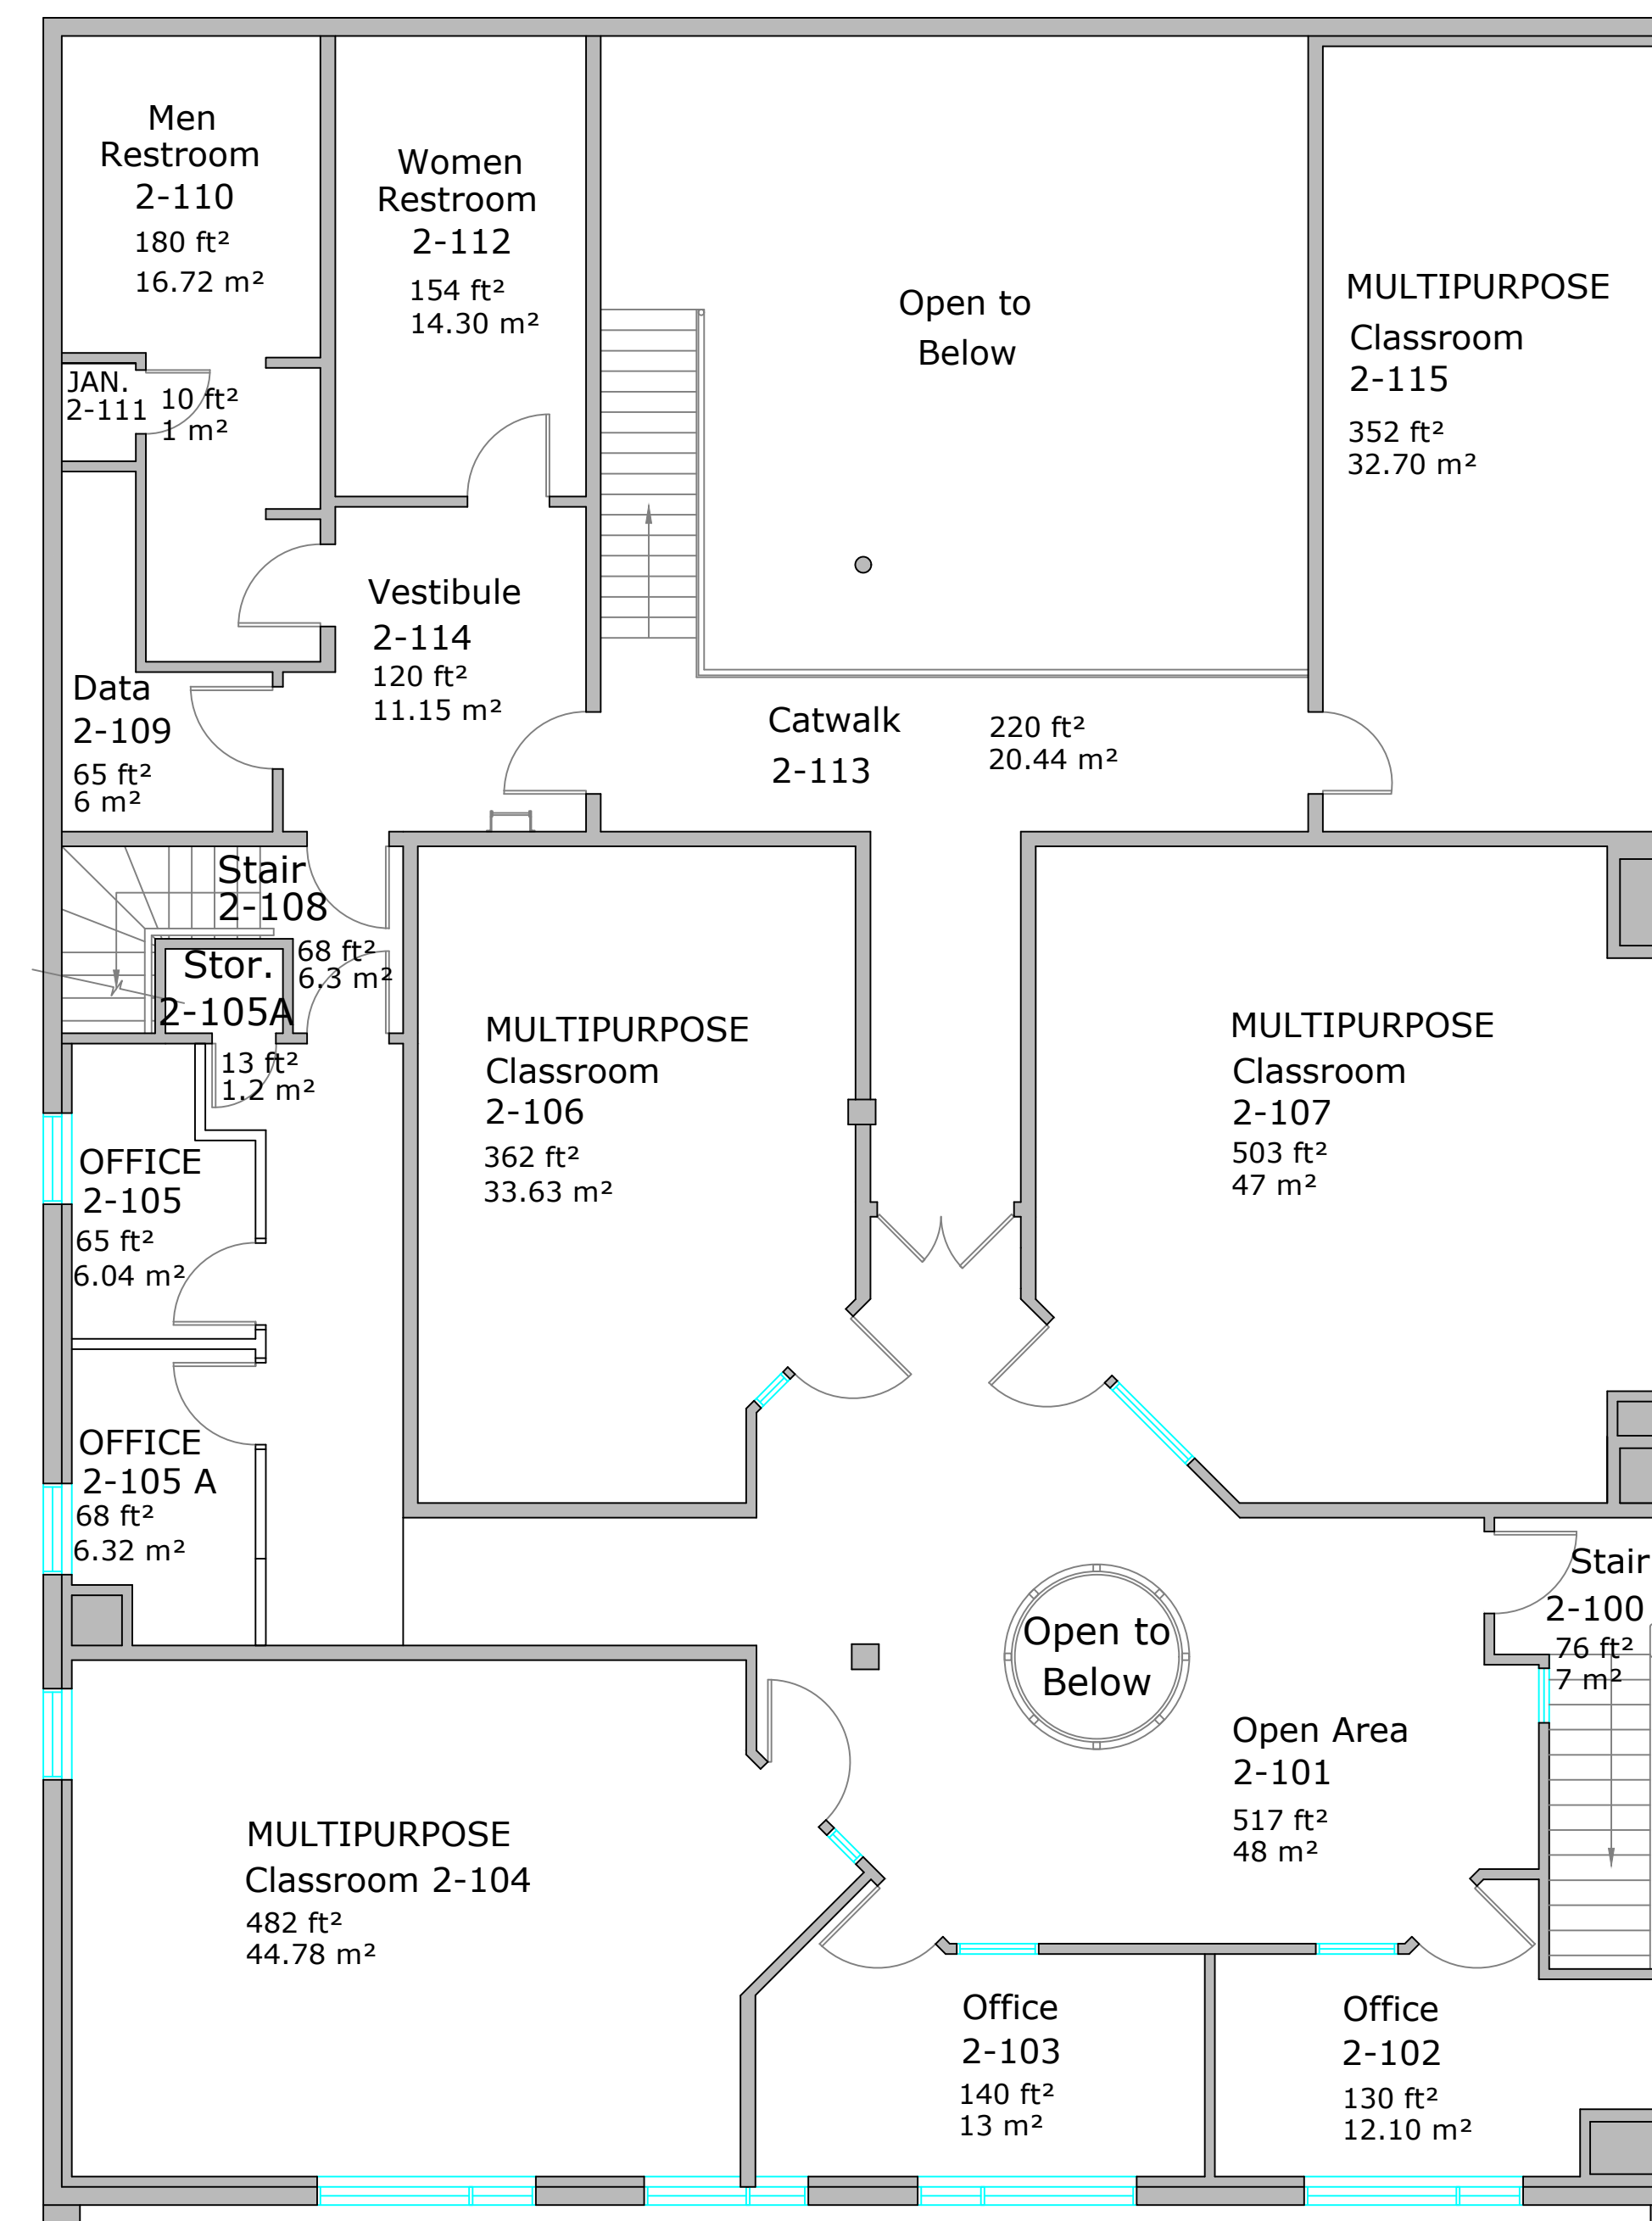 Men
Restroom
2-110
180 ft²
16.72 m²
Women
Restroom
2-112
154 ft²
14.30 m²
Open to
Below
MULTIPURPOSE
Classroom
2-115
352 ft²
32.70 m²
JAN.
2-111
10 ft²
1 m²
Vestibule
2-114
120 ft²
11.15 m²
Data
2-109
65 ft²
6 m²
Catwalk
2-113
220 ft²
20.44 m²
Stair
2-108
68 ft²
6.3 m²
Stor.
2-105A
13 ft²
1.2 m²
MULTIPURPOSE
Classroom
2-106
362 ft²
33.63 m²
MULTIPURPOSE
Classroom
2-107
503 ft²
47 m²
OFFICE
2-105
65 ft²
6.04 m²
OFFICE
2-105 A
68 ft²
6.32 m²
Stair
2-100
76 ft²
7 m²
Open to
Below
Open Area
2-101
517 ft²
48 m²
MULTIPURPOSE
Classroom 2-104
482 ft²
44.78 m²
Office
2-103
140 ft²
13 m²
Office
2-102
130 ft²
12.10 m²